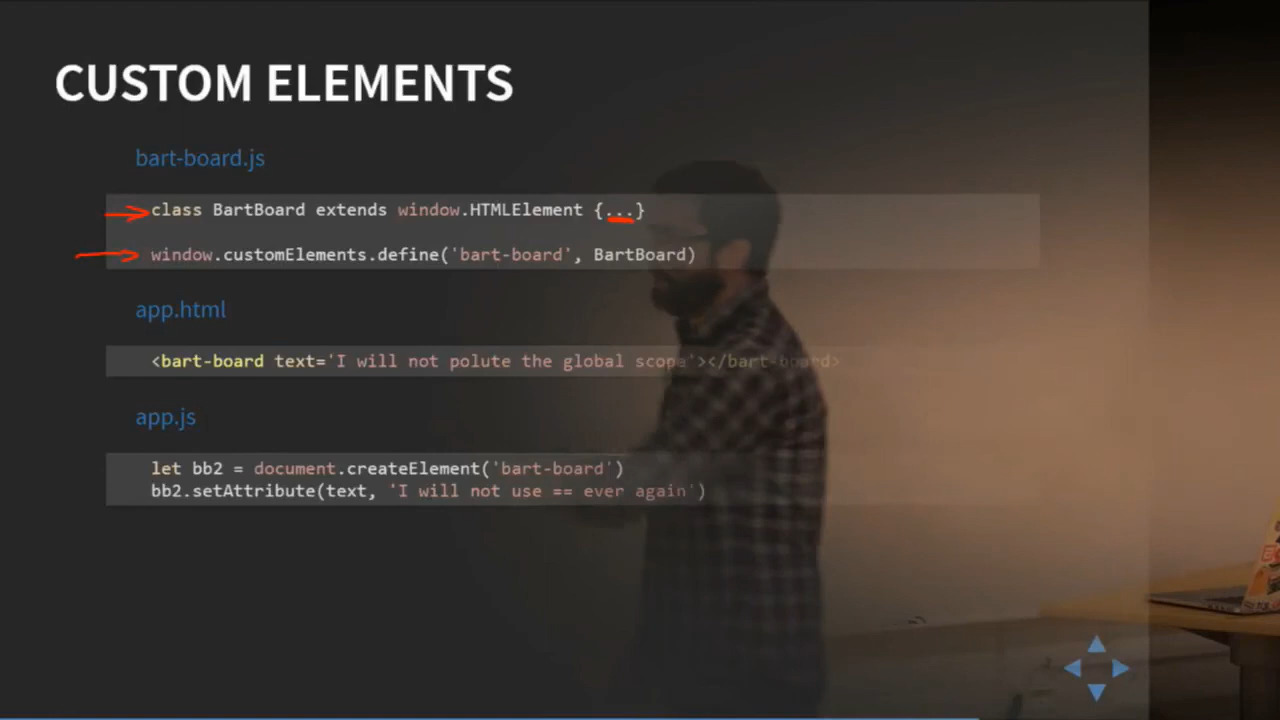 CUSTOM ELEMENTS
bart-board.js
class BartBoard extends window.HTMLElement {...}
window.customElements.define('bart-board', BartBoard)
app.html
<bart-board text='I will not polute the global scope'></bart-board>
app.js
let bb2 = document.createElement('bart-board')
bb2.setAttribute(text, 'I will not use == ever again')